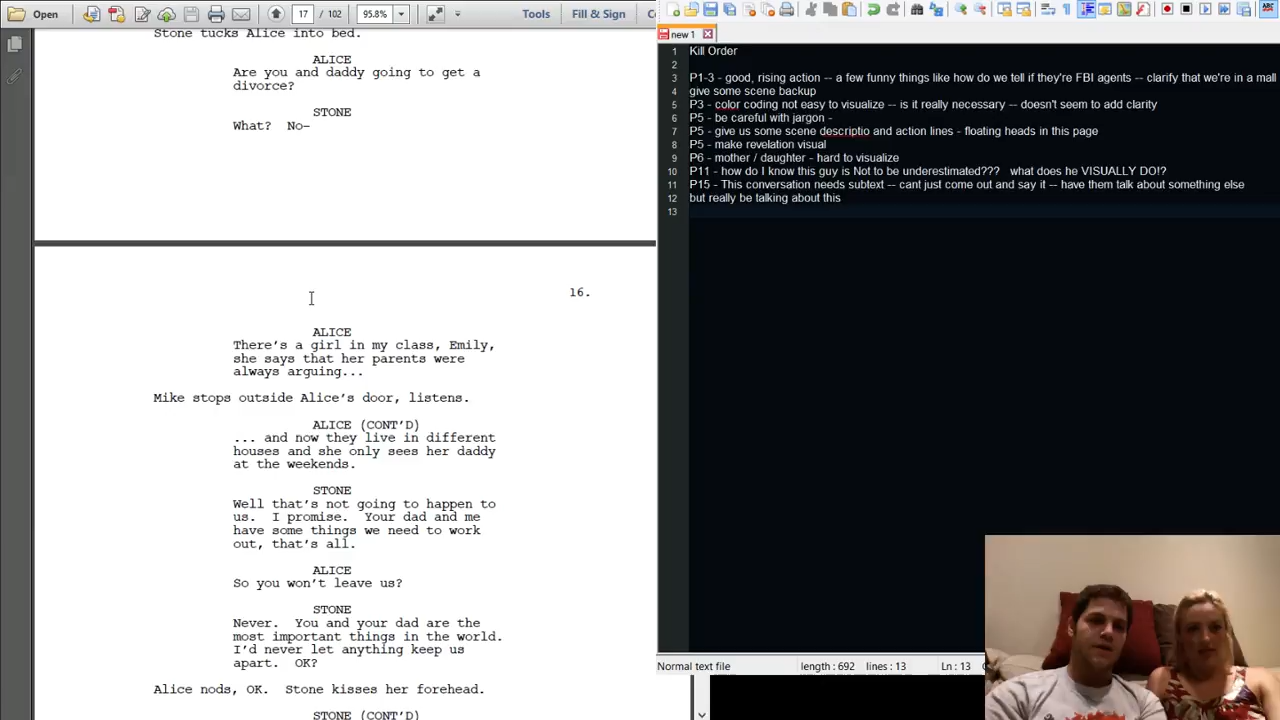 Open
17 / 102
95.8%
Tools
Fill & Sign
Stone tucks Alice into bed.
ALICE
Are you and daddy going to get a
divorce?
STONE
What?  No-
16.
ALICE
There's a girl in my class, Emily,
she says that her parents were
always arguing...
Mike stops outside Alice's door, listens.
ALICE (CONT'D)
... and now they live in different
houses and she only sees her daddy
at the weekends.
STONE
Well that's not going to happen to
us.  I promise.  Your dad and me
have some things we need to work
out, that's all.
ALICE
So you won't leave us?
STONE
Never.  You and your dad are the
most important things in the world.
I'd never let anything keep us
apart.  OK?
Alice nods, OK.  Stone kisses her forehead.
STONE (CONT'D)
new 1
1 Kill Order
2
3 P1-3 - good, rising action -- a few funny things like how do we tell if they're FBI agents -- clarify that we're in a mall
4 give some scene backup
5 P3 - color coding not easy to visualize -- is it really necessary -- doesn't seem to add clarity
6 P5 - be careful with jargon -
7 P5 - give us some scene descriptio and action lines - floating heads in this page
8 P5 - make revelation visual
9 P6 - mother / daughter - hard to visualize
10 P11 - how do I know this guy is Not to be underestimated???   what does he VISUALLY DO!?
11 P15 - This conversation needs subtext -- cant just come out and say it -- have them talk about something else
12 but really be talking about this
13
Normal text file
length : 692
lines : 13
Ln : 13